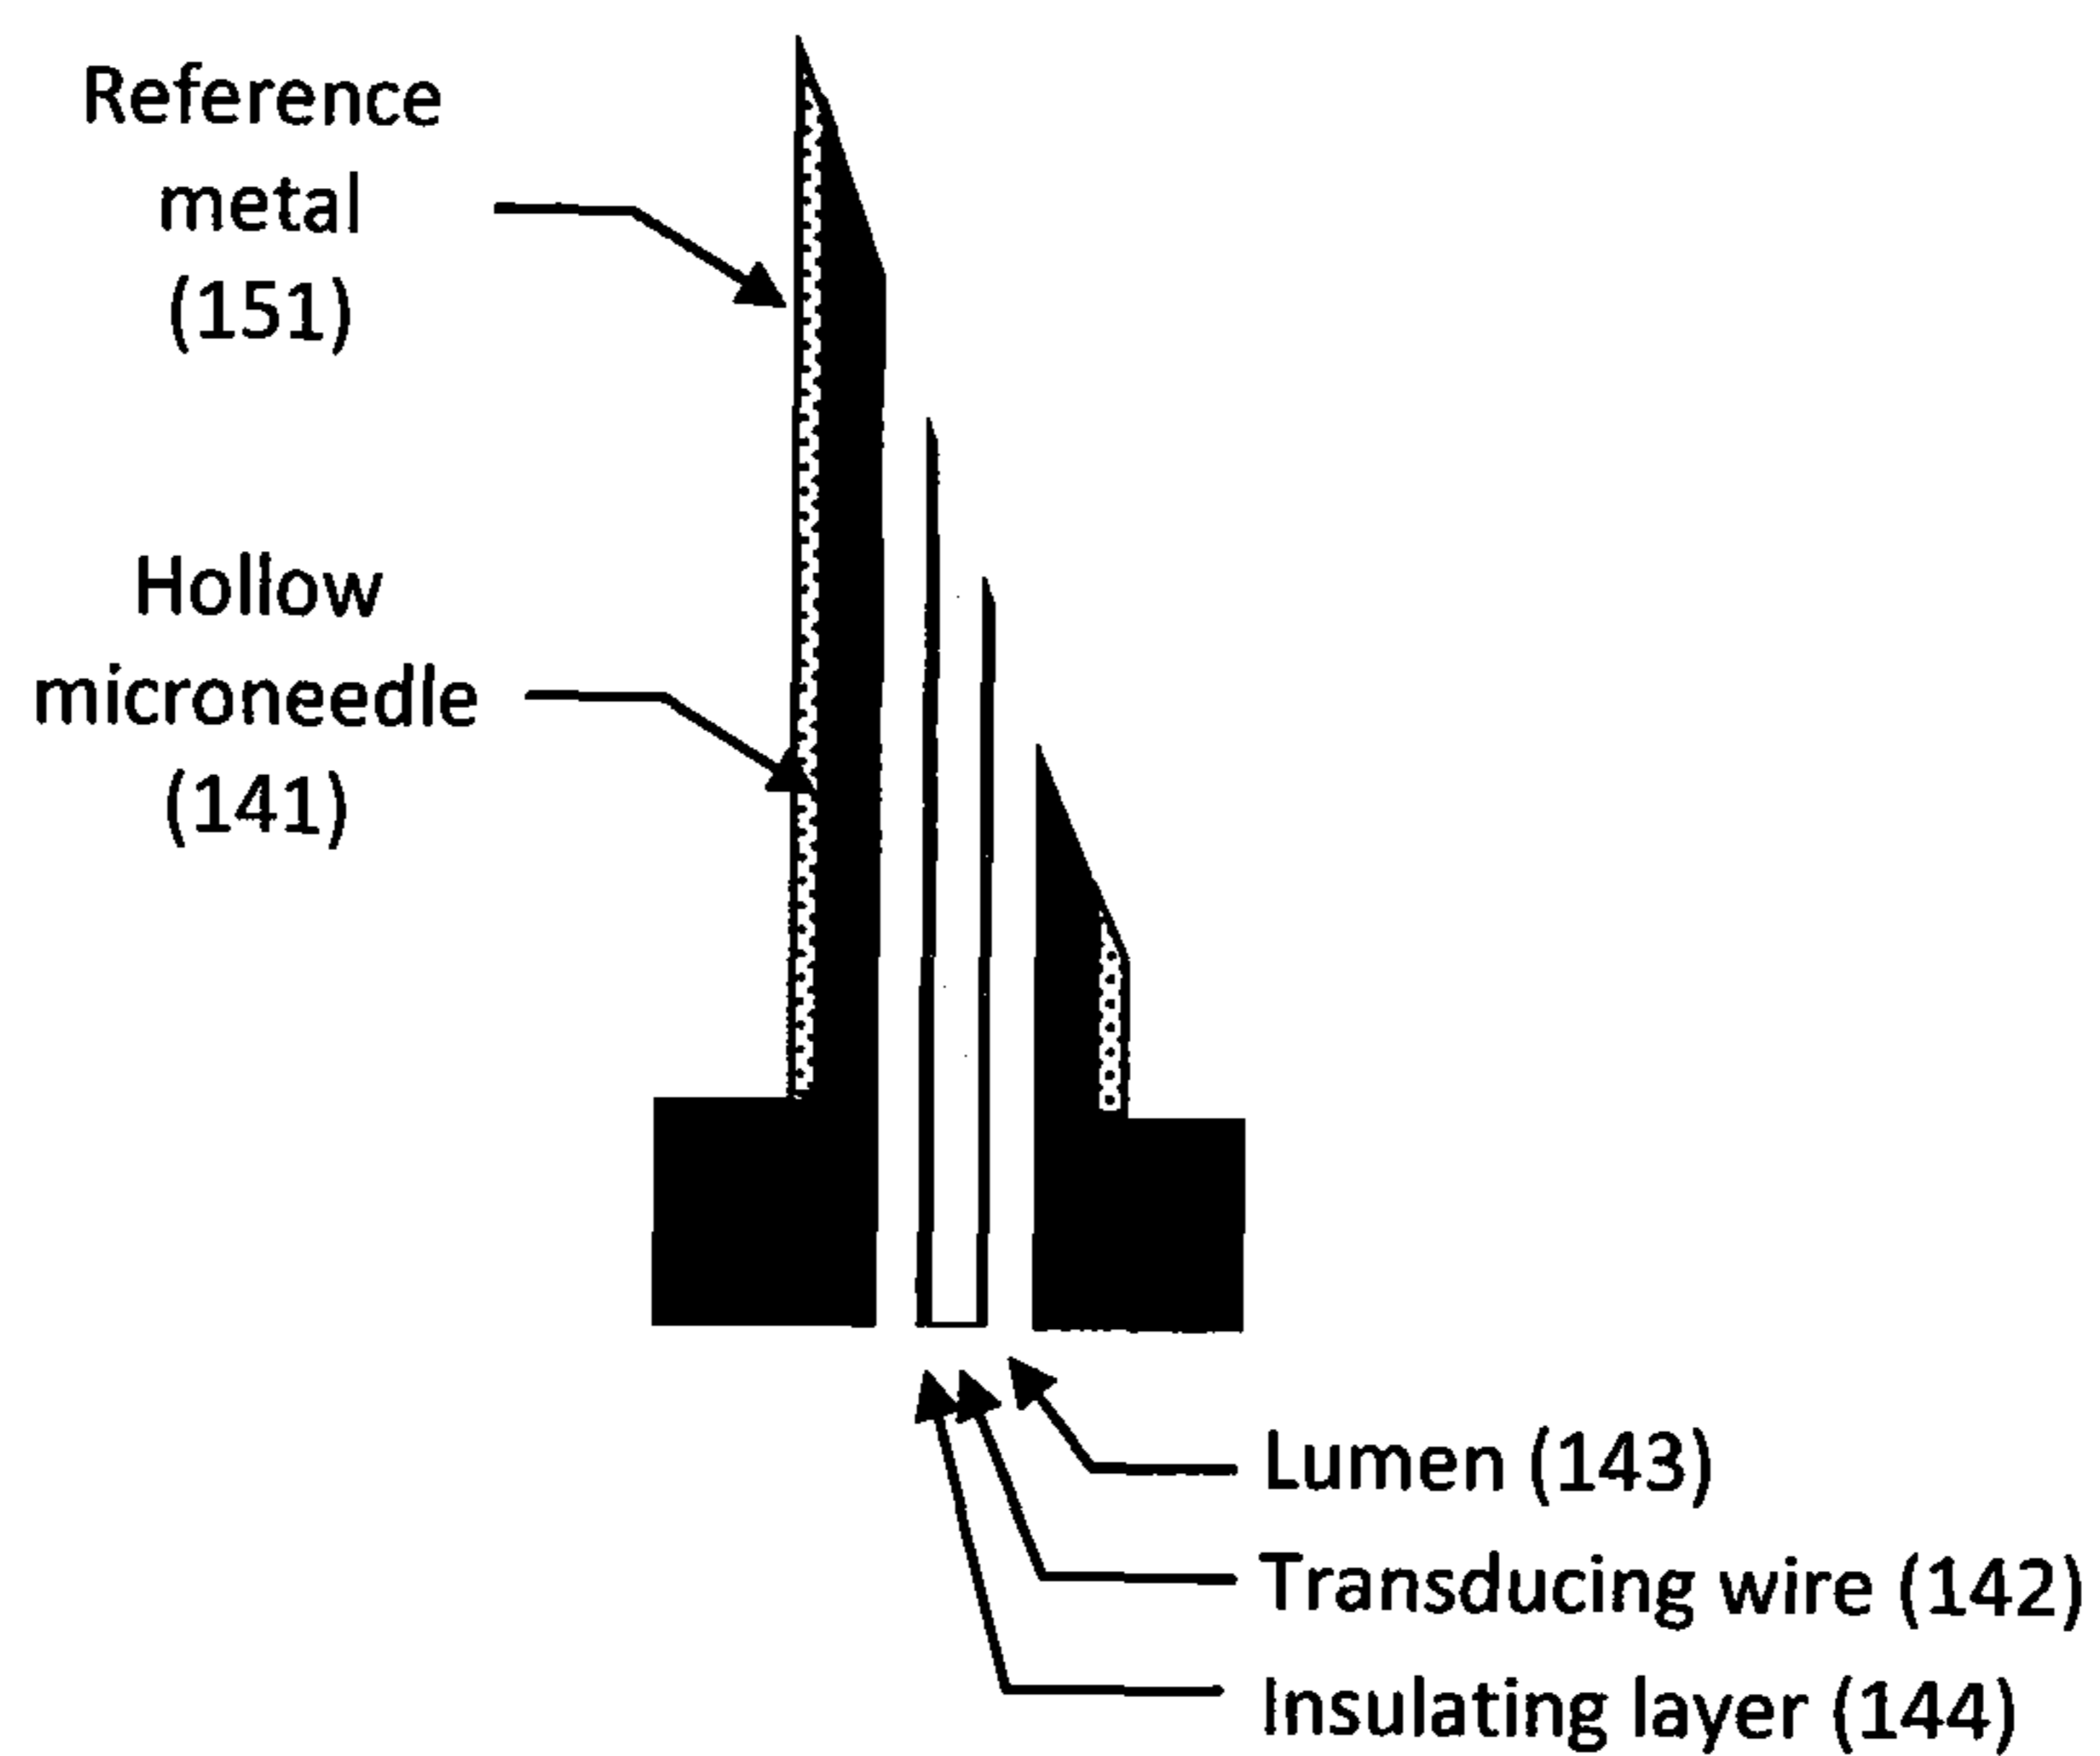 Reference
metal
(151)
Hollow
microneedle
(141)
Lumen (143)
Transducing wire (142)
Insulating layer (144)